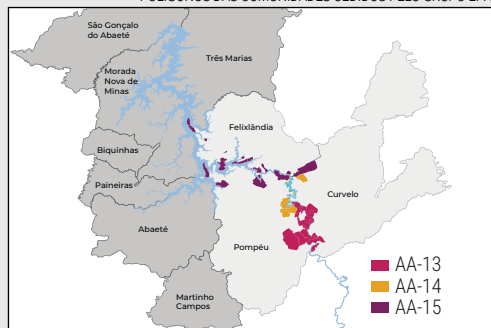 São Gonçalo
do Abaeté
Três Marias
Morada
Nova de
Minas
Felixlândia
Biquinhas
Paineiras
Curvelo
Abaeté
Pompéu
Martinho
Campos
AA-13
AA-14
AA-15